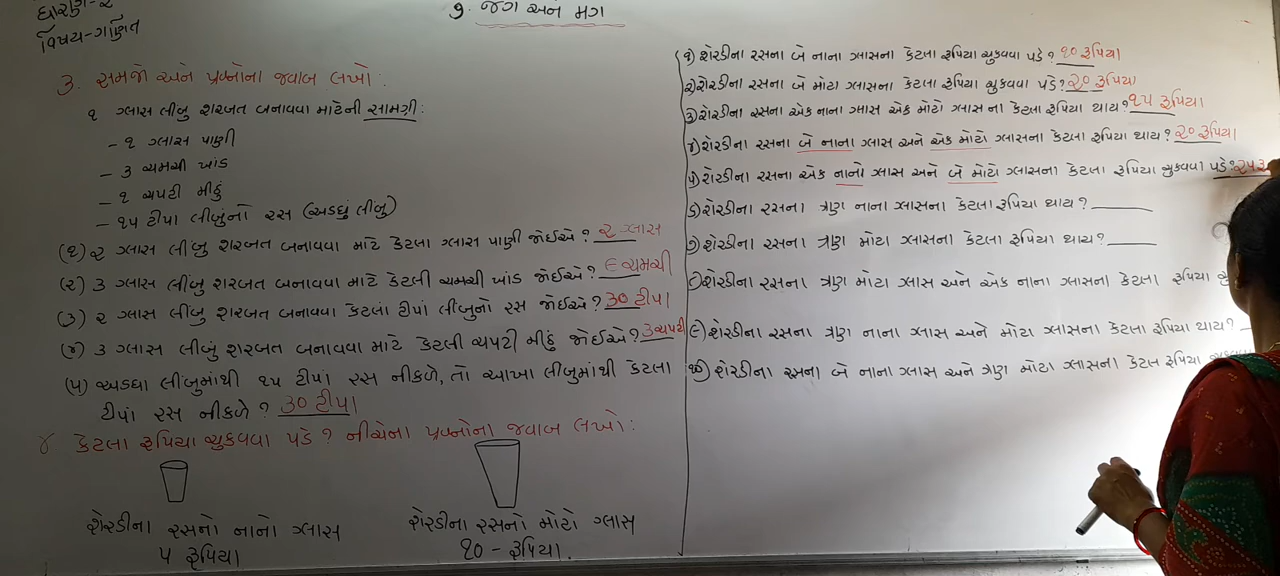 ધોરણ-૨
વિષય-ગણિત
૭. જગ અને મગ
૩. સમજો અને પ્રશ્નોના જવાબ લખો:
૧ ગ્લાસ લીંબુ શરબત બનાવવા માટેની સામગ્રી:
- ૧ ગ્લાસ પાણી
- ૩ ચમચી ખાંડ
- ૧ ચપટી મીઠું
- ૧૫ ટીપા લીંબુનો રસ (અડધું લીંબુ)
(૧) ૨ ગ્લાસ લીંબુ શરબત બનાવવા માટે કેટલા ગ્લાસ પાણી જોઈએ? ૨ ગ્લાસ
(૨) ૩ ગ્લાસ લીંબુ શરબત બનાવવા માટે કેટલી ચમચી ખાંડ જોઈએ? ૯ ચમચી
(૩) ૨ ગ્લાસ લીંબુ શરબત બનાવવા કેટલાં ટીપાં લીંબુનો રસ જોઈએ? ૩૦ ટીપા
(૪) ૩ ગ્લાસ લીંબું શરબત બનાવવા માટે કેટલી ચપટી મીઠું જોઈએ? ૩ ચપટી
(૫) અડધા લીંબુમાંથી ૧૫ ટીપાં રસ નીકળે, તો આખા લીંબુમાંથી કેટલા
ટીપાં રસ નીકળે? ૩૦ ટીપા
૪ કેટલા રૂપિયા ચુકવવા પડે? નીચેના પ્રશ્નોના જવાબ લખો:
શેરડીના રસનો નાનો ગ્લાસ
૫ રૂપિયા
શેરડીના રસનો મોટો ગ્લાસ
૧૦ - રૂપિયા.
(૧) શેરડીના રસના બે નાના ગ્લાસના કેટલા રૂપિયા ચુકવવા પડે? ૧૦ રૂપિયા
૨) શેરડીના રસના બે મોટા ગ્લાસના કેટલા રૂપિયા ચુકવવા પડે? ૨૦ રૂપિયા
૩) શેરડીના રસના એક નાના ગ્લાસ એક મોટો ગ્લાસ ના કેટલા રૂપિયા થાય? ૧૫ રૂપિયા
૪) શેરડીના રસના બે નાના ગ્લાસ અને એક મોટો ગ્લાસના કેટલા રૂપિયા થાય? ૨૦ રૂપિયા
૫) શેરડીના રસના એક નાનો ગ્લાસ અને બે મોટો ગ્લાસના કેટલા રૂપિયા ચુકવવા પડે? ૨૫
૬) શેરડીના રસના ત્રણ નાના ગ્લાસના કેટલા રૂપિયા થાય?
૭) શેરડીના રસના ત્રણ મોટા ગ્લાસના કેટલા રૂપિયા થાય?
૮) શેરડીના રસના ત્રણ મોટા ગ્લાસ અને એક નાના ગ્લાસના કેટલા રૂપિયા
૯) શેરડીના રસના ત્રણ નાના ગ્લાસ અને મોટા ગ્લાસના કેટલા રૂપિયા થાય?
૧૦) શેરડીના રસના બે નાના ગ્લાસ અને ત્રણ મોટા ગ્લાસના કેટલ રૂપિયા